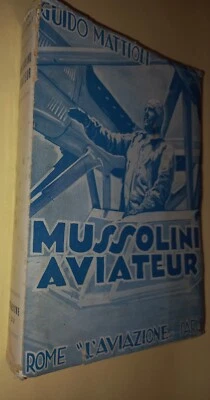 GUIDO MATTIOLI
MUSSOLINI
AVIATEUR
ROME "L'AVIAZIONE"